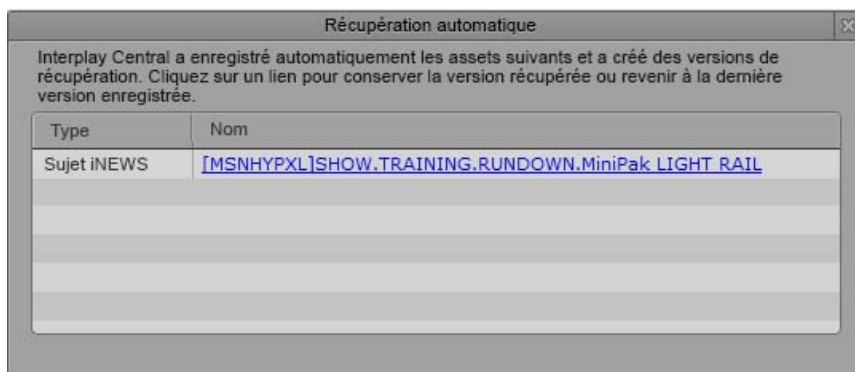 Récupération automatique
Interplay Central a enregistré automatiquement les assets suivants et a créé des versions de
récupération. Cliquez sur un lien pour conserver la version récupérée ou revenir à la dernière
version enregistrée.
Type Nom
Sujet iNEWS [MSNHYPXL]SHOW.TRAINING.RUNDOWN.MiniPak LIGHT RAIL